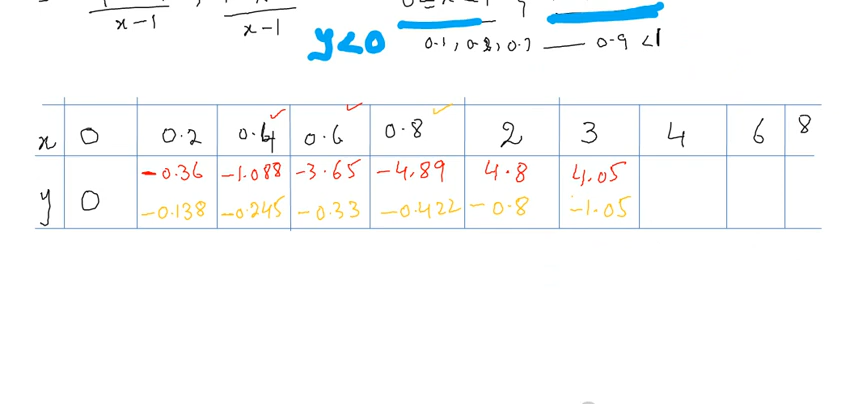 x-1 , x-1
y<0 0.1, 0.2, 0.3 — 0.9 <1
x 0 0.2 0.4 0.6 0.8 2 3 4 6 8
-0.36 -1.088 -3.65 -4.89 4.8 4.05
y 0
-0.138 -0.245 -0.33 -0.422 -0.8 -1.05